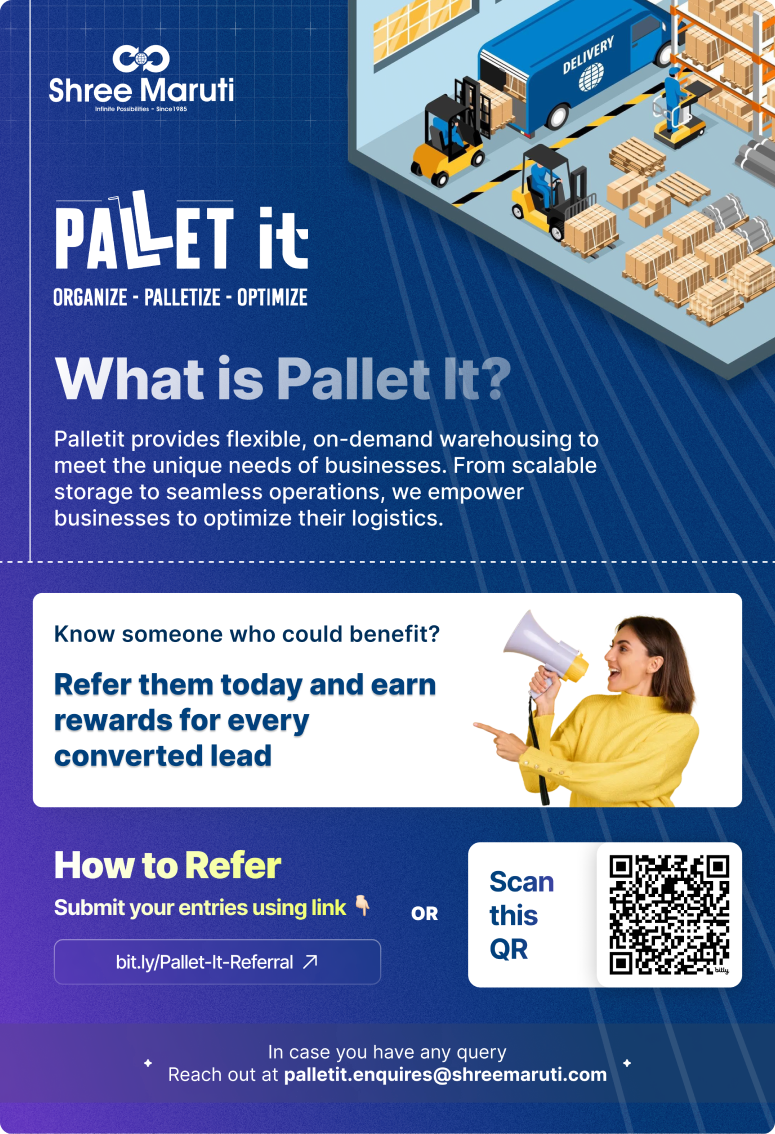 Shree Maruti
Infinite Possibilities - Since1985
DELIVERY
PALLET it
ORGANIZE - PALLETIZE - OPTIMIZE
What is Pallet It?
Palletit provides flexible, on-demand warehousing to
meet the unique needs of businesses. From scalable
storage to seamless operations, we empower
businesses to optimize their logistics.
Know someone who could benefit?
Refer them today and earn
rewards for every
converted lead
How to Refer
Submit your entries using link 👇🏻
bit.ly/Pallet-It-Referral ↗
OR
Scan
this
QR
bitly
In case you have any query
Reach out at palletit.enquires@shreemaruti.com